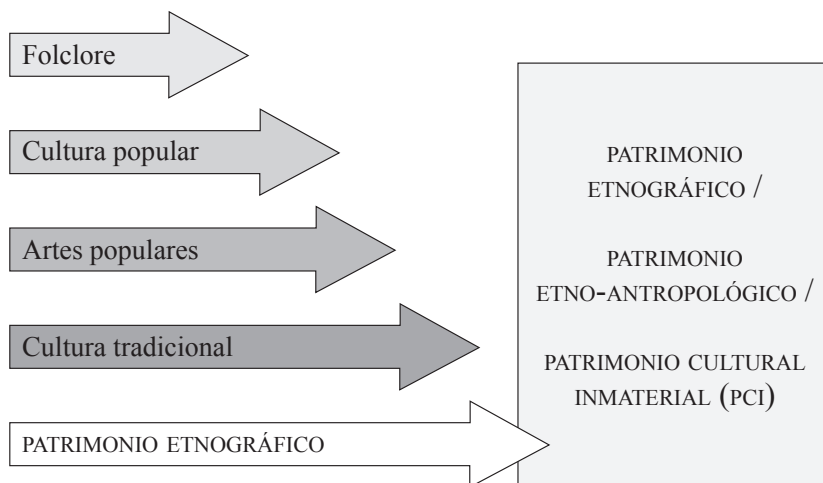 Folclore
Cultura popular
Artes populares
Cultura tradicional
PATRIMONIO ETNOGRÁFICO
PATRIMONIO
ETNOGRÁFICO /
PATRIMONIO
ETNO-ANTROPOLÓGICO /
PATRIMONIO CULTURAL
INMATERIAL (PCI)